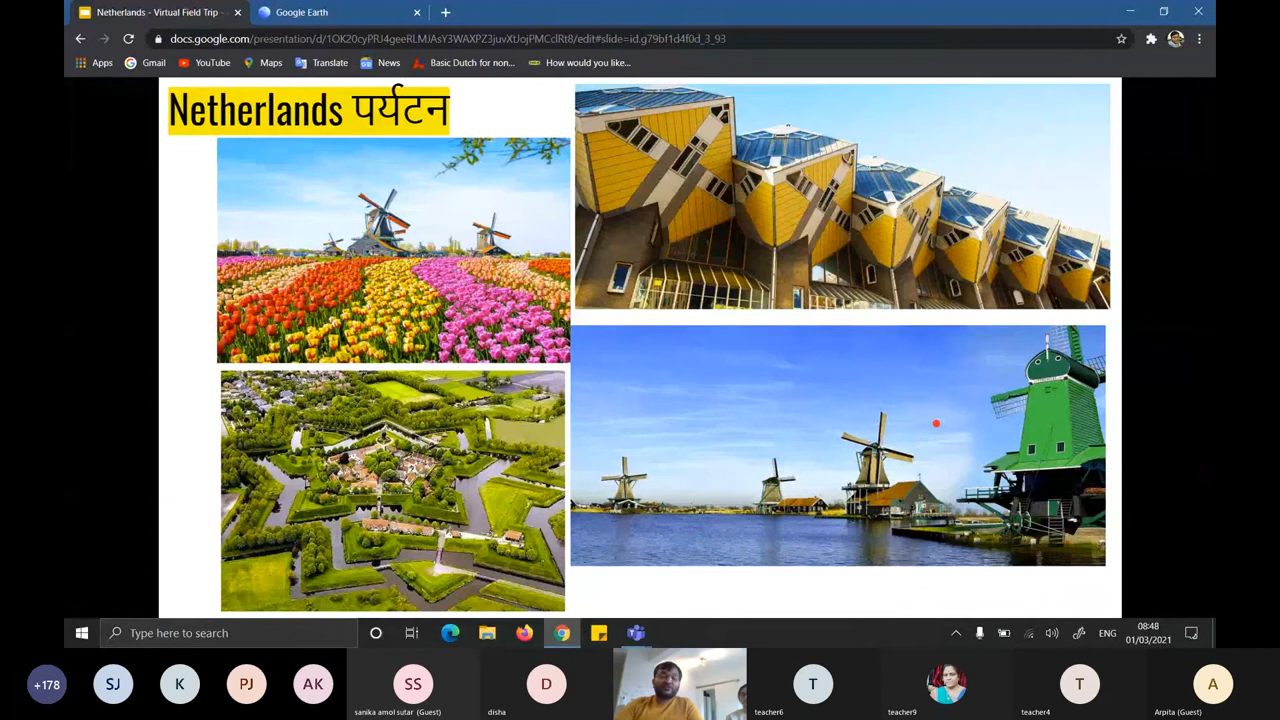 Netherlands - Virtual Field Trip -
Google Earth
docs.google.com/presentation/d/1OK20cyPRJ4geeRLMJAsY3WAXPZ3juvXtJojPMCclRt8/edit#slide=id.g79bf1d4f0d_3_93
Apps Gmail YouTube Maps Translate News Basic Dutch for non... How would you like...
Netherlands पर्यटन
Type here to search
ENG
08:48
01/03/2021
+178 SJ K PJ AK SS D T T A
sanika amol sutar (Guest) disha teacher6 teacher9 teacher4 Arpita (Guest)